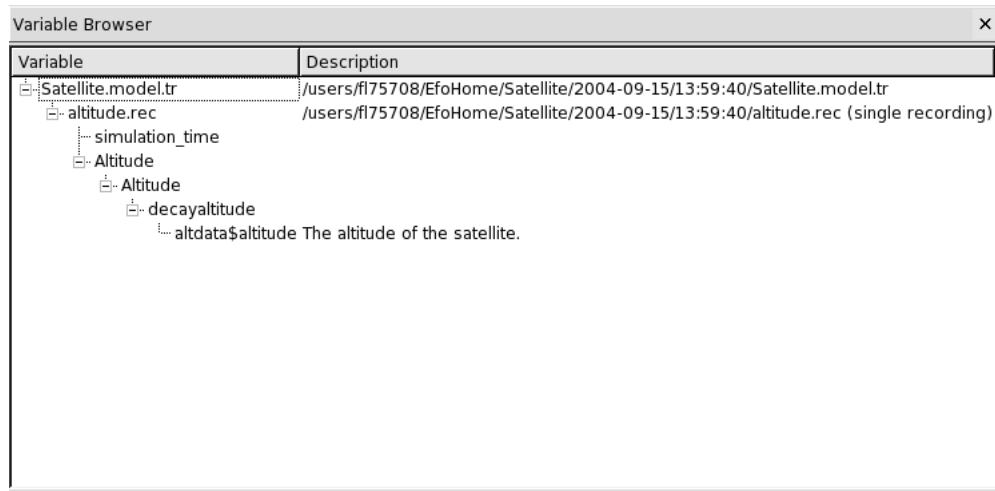 Variable Browser
Variable Description
Satellite.model.tr /users/fl75708/EfoHome/Satellite/2004-09-15/13:59:40/Satellite.model.tr
altitude.rec /users/fl75708/EfoHome/Satellite/2004-09-15/13:59:40/altitude.rec (single recording)
simulation_time
Altitude
Altitude
decayaltitude
altdata$altitude The altitude of the satellite.